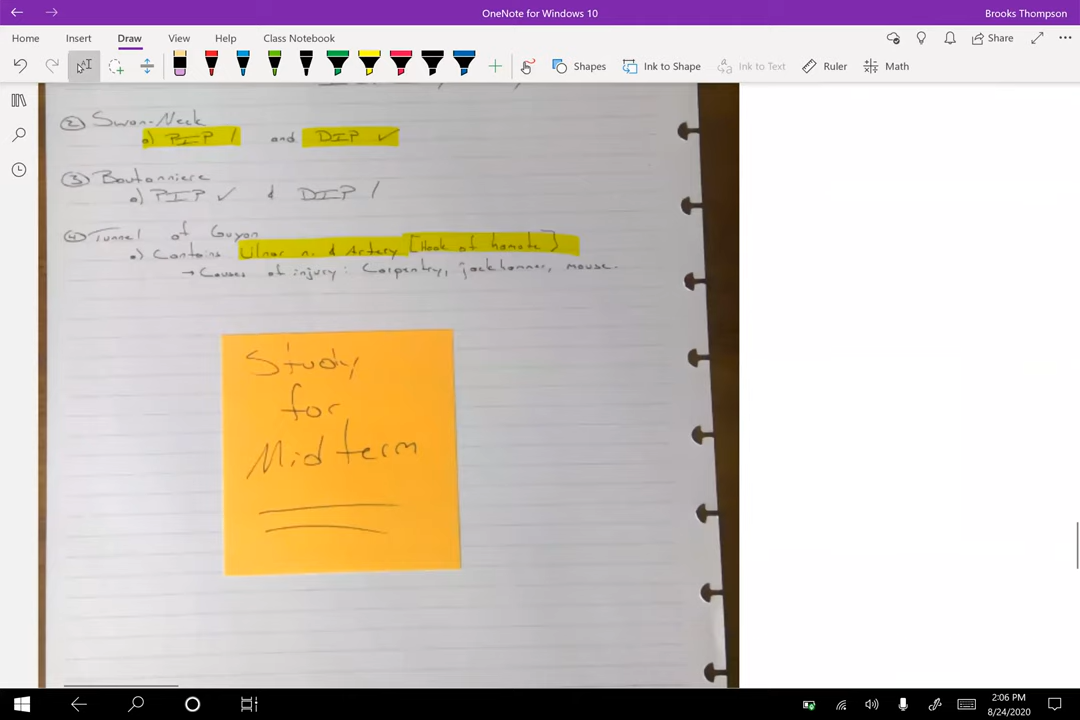 OneNote for Windows 10
Brooks Thompson
Home Insert Draw View Help Class Notebook
Share
Shapes Ink to Shape Ink to Text Ruler Math
② Swan-Neck
a) PIP / and DIP ✓
③ Boutonniere
a) PIP ✓ & DIP /
④ Tunnel of Guyon
a) Contains Ulnar n. & Artery [Hook of hamate]
→ Causes of injury: Carpentry, jackhammer, mouse.
Study
for
Midterm
2:06 PM
8/24/2020